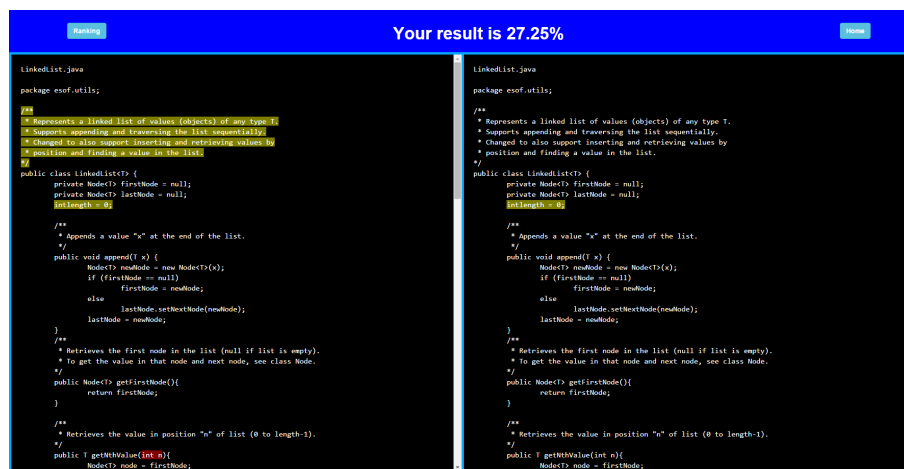 Ranking
Your result is 27.25%
Home
LinkedList.java
package esof.utils;
/**
* Represents a linked list of values (objects) of any type T.
* Supports appending and traversing the list sequentially.
* Changed to also support inserting and retrieving values by
* position and finding a value in the list.
*/
public class LinkedList<T> {
private Node<T> firstNode = null;
private Node<T> lastNode = null;
intlength = 0;
/**
* Appends a value "x" at the end of the list.
*/
public void append(T x) {
Node<T> newNode = new Node<T>(x);
if (firstNode == null)
firstNode = newNode;
else
lastNode.setNextNode(newNode);
lastNode = newNode;
}
/**
* Retrieves the first node in the list (null if list is empty).
* To get the value in that node and next node, see class Node.
*/
public Node<T> getFirstNode(){
return firstNode;
}
/**
* Retrieves the value in position "n" of list (0 to length-1).
*/
public T getNthValue(int n){
Node<T> node = firstNode;
LinkedList.java
package esof.utils;
/**
* Represents a linked list of values (objects) of any type T.
* Supports appending and traversing the list sequentially.
* Changed to also support inserting and retrieving values by
* position and finding a value in the list.
*/
public class LinkedList<T> {
private Node<T> firstNode = null;
private Node<T> lastNode = null;
intlength = 0;
/**
* Appends a value "x" at the end of the list.
*/
public void append(T x) {
Node<T> newNode = new Node<T>(x);
if (firstNode == null)
firstNode = newNode;
else
lastNode.setNextNode(newNode);
lastNode = newNode;
}
/**
* Retrieves the first node in the list (null if list is empty).
* To get the value in that node and next node, see class Node.
*/
public Node<T> getFirstNode(){
return firstNode;
}
/**
* Retrieves the value in position "n" of list (0 to length-1).
*/
public T getNthValue(int n){
Node<T> node = firstNode;